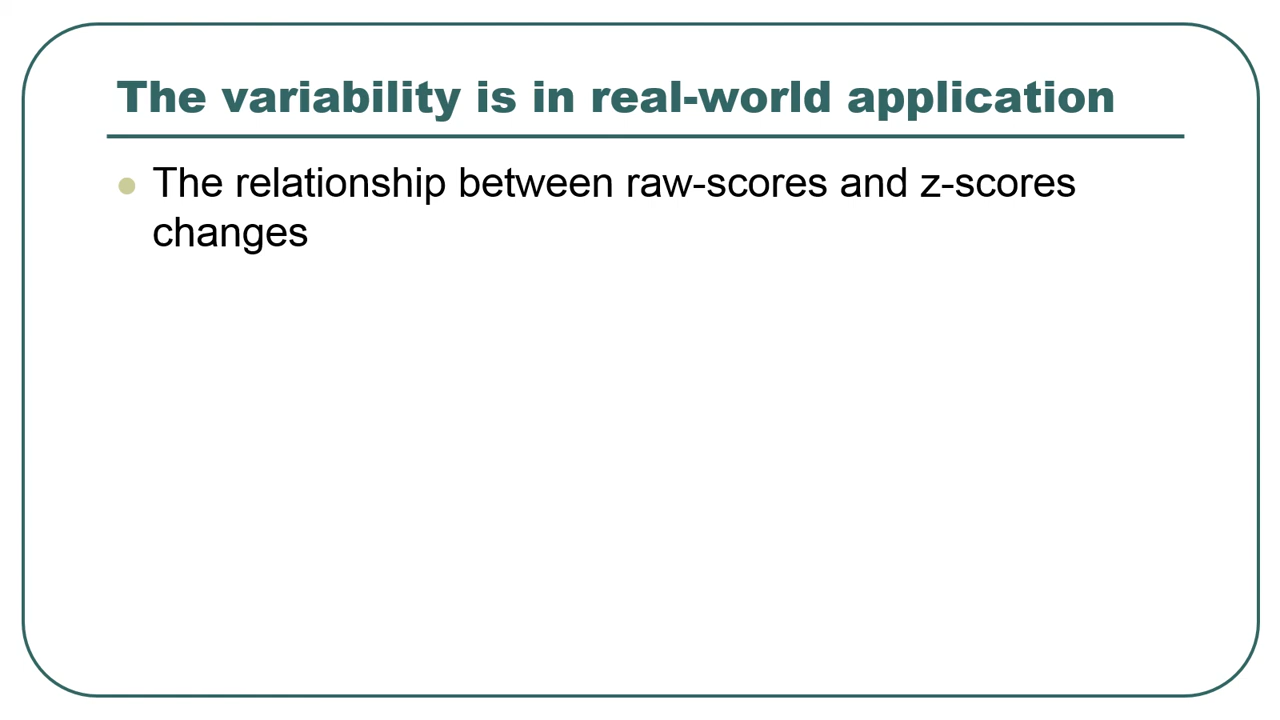 The variability is in real-world application
The relationship between raw-scores and z-scores
changes